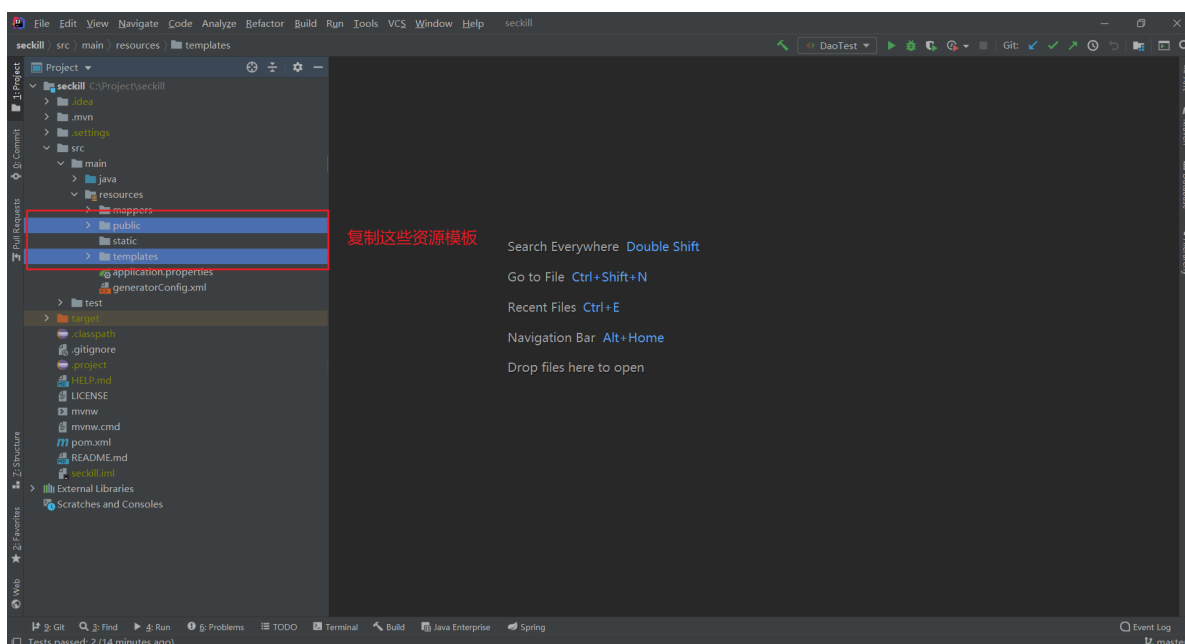 File Edit View Navigate Code Analyze Refactor Build Run Tools VCS Window Help seckill
seckill src main resources templates DaoTest Git:
Project
seckill C:\Project\seckill
.idea
.mvn
.settings
src
main
java
resources
mappers
public
static
templates
application.properties
generatorConfig.xml
test
target
.classpath
.gitignore
.project
HELP.md
LICENSE
mvnw
mvnw.cmd
pom.xml
README.md
seckill.iml
External Libraries
Scratches and Consoles
复制这些资源模板
Search Everywhere Double Shift
Go to File Ctrl+Shift+N
Recent Files Ctrl+E
Navigation Bar Alt+Home
Drop files here to open
1: Project
0: Commit
Pull Requests
Z: Structure
2: Favorites
Web
9: Git 3: Find 4: Run 6: Problems TODO Terminal Build Java Enterprise Spring Event Log
Tests passed: 2 (14 minutes ago) master